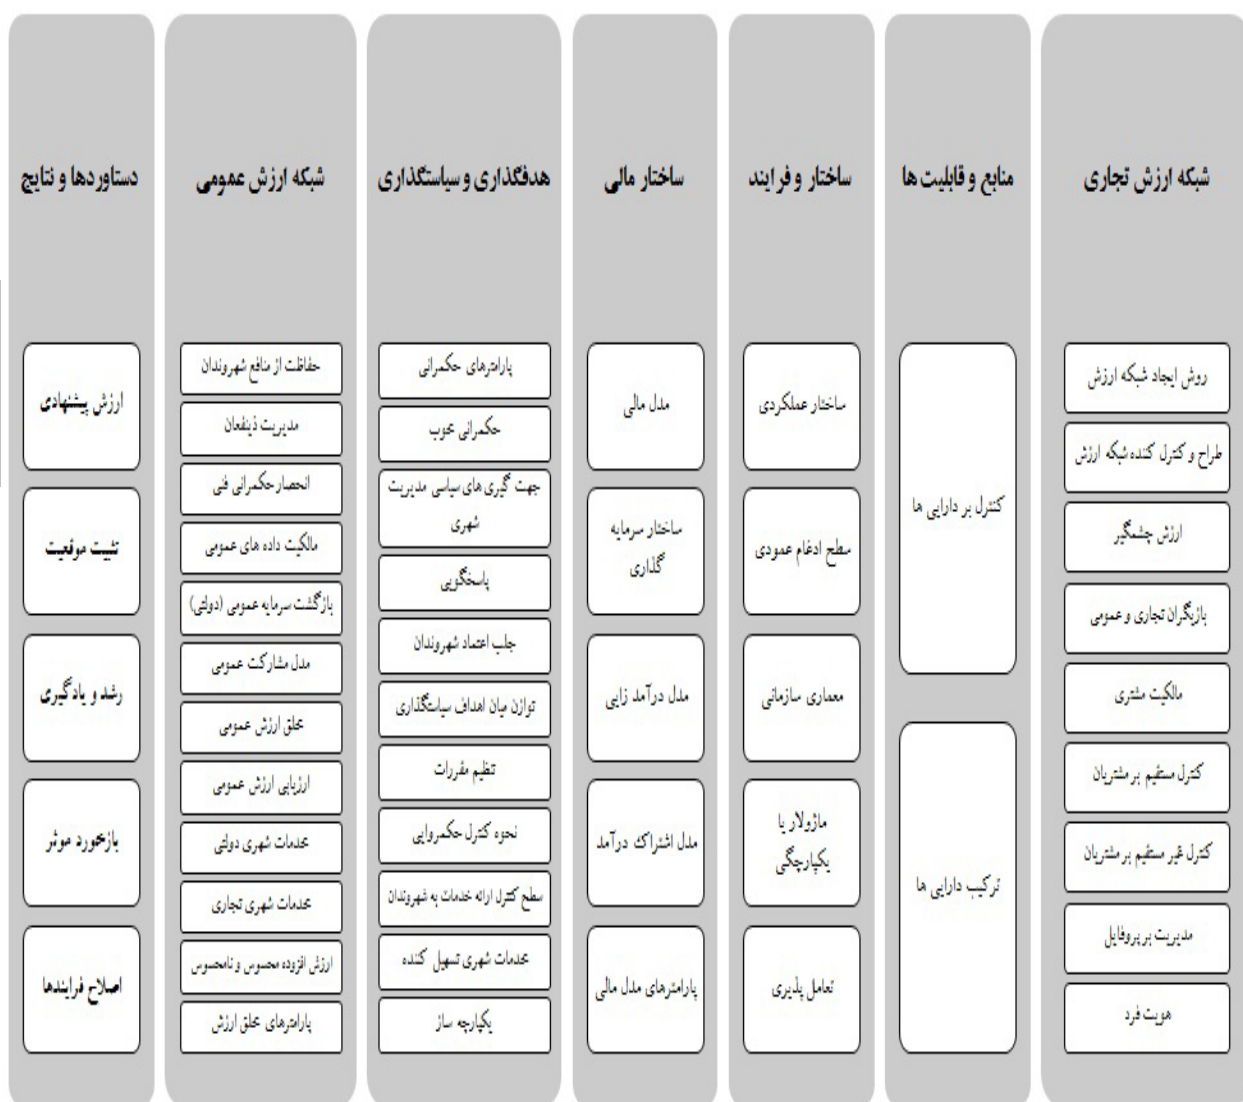 شبکه ارزش تجاری
روش ایجاد شبکه ارزش
طراح و کنترل کننده شبکه ارزش
ارزش چشمگیر
بازیگران تجاری و عمومی
مالکیت مشتری
کنترل مستقیم بر مشتریان
کنترل غیر مستقیم بر مشتریان
مدیریت بر پروفایل
هویت فرد
منابع و قابلیت ها
کنترل بر دارایی ها
ترکیب دارایی ها
ساختار و فرایند
ساختار عملکردی
سطح ادغام عمودی
معماری سازمانی
ماژولار یا
یکپارچگی
تعامل پذیری
ساختار مالی
مدل مالی
ساختار سرمایه
گذاری
مدل درآمد زایی
مدل اشتراک درآمد
پارامترهای مدل مالی
هدفگذاری و سیاستگذاری
پارامترهای حکمرانی
حکمرانی خوب
جهت گیری های سیاسی مدیریت
شهری
پاسخگویی
جلب اعتماد شهروندان
توازن میان اهداف سیاستگذاری
تنظیم مقررات
نحوه کنترل حکمروایی
سطح کنترل ارائه خدمات به شهروندان
خدمات شهری تسهیل کننده
یکپارچه ساز
شبکه ارزش عمومی
حفاظت از منافع شهروندان
مدیریت ذینفعان
انحصار حکمرانی فنی
مالکیت داده های عمومی
بازگشت سرمایه عمومی (دولتی)
مدل مشارکت عمومی
خلق ارزش عمومی
ارزیابی ارزش عمومی
خدمات شهری دولتی
خدمات شهری تجاری
ارزش افزوده محسوس و نامحسوس
پارامترهای خلق ارزش
دستاوردها و نتایج
ارزش پیشنهادی
تثبیت موقعیت
رشد و یادگیری
بازخورد موثر
اصلاح فرایندها